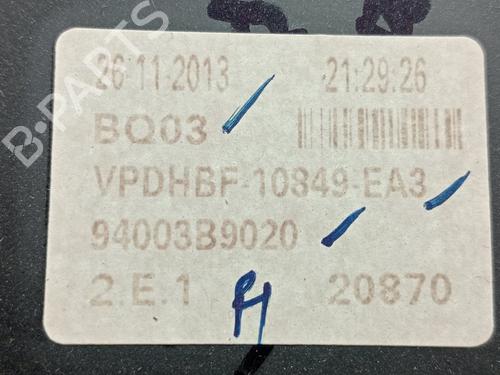 26 11 2013 21:29:26
BQ03
VPDHBF-10849-EA3
94003B9020
2.E.1 20870
B-PARTS